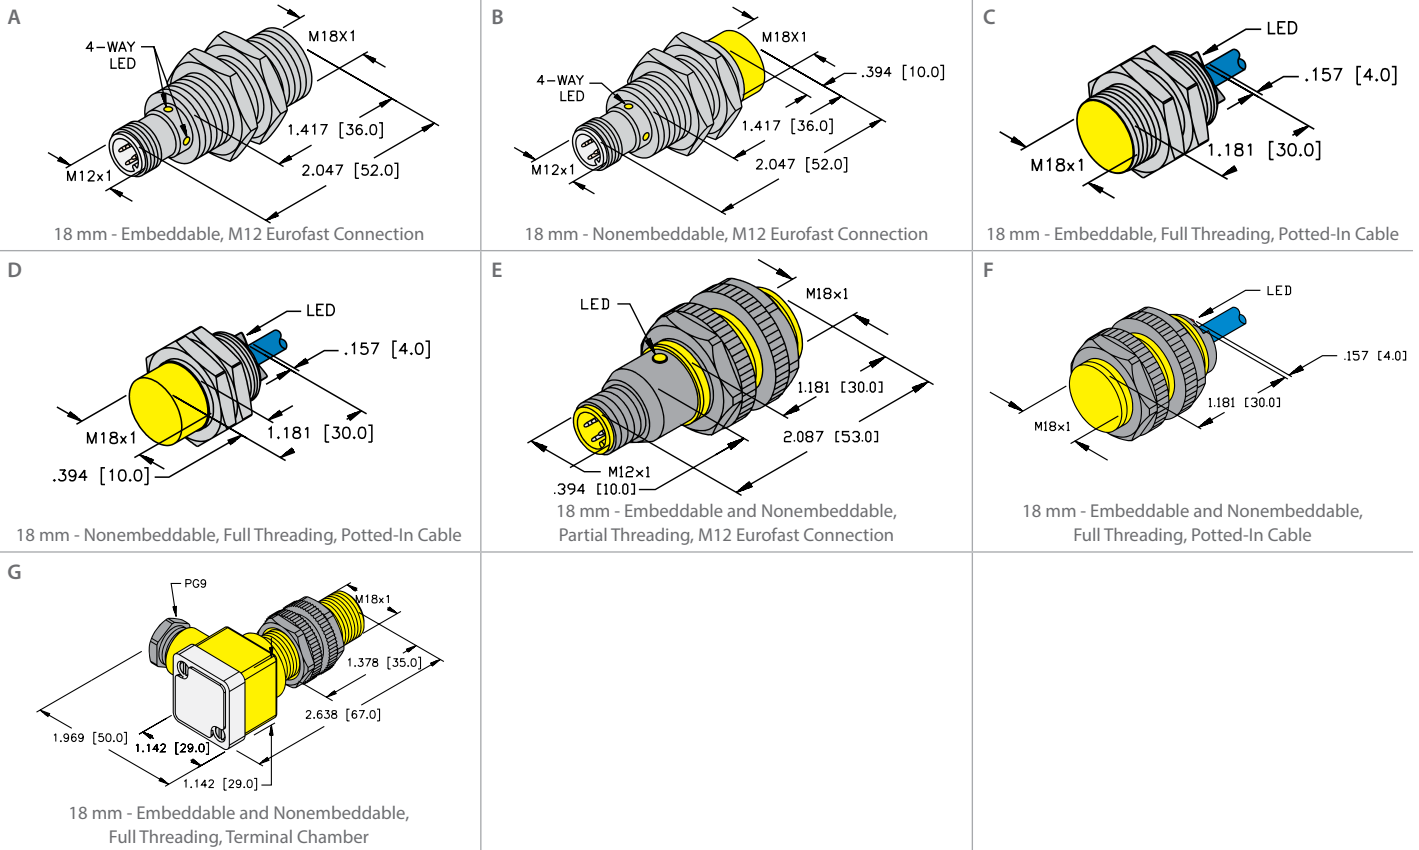 A
4-WAY
LED
M18X1
1.417 [36.0]
2.047 [52.0]
M12x1
18 mm - Embeddable, M12 Eurofast Connection
B
M18X1
.394 [10.0]
4-WAY
LED
1.417 [36.0]
2.047 [52.0]
M12x1
18 mm - Nonembeddable, M12 Eurofast Connection
C
LED
.157 [4.0]
1.181 [30.0]
M18x1
18 mm - Embeddable, Full Threading, Potted-In Cable
D
LED
.157 [4.0]
M18x1
1.181 [30.0]
.394 [10.0]
18 mm - Nonembeddable, Full Threading, Potted-In Cable
E
LED
M18x1
1.181 [30.0]
2.087 [53.0]
M12x1
.394 [10.0]
18 mm - Embeddable and Nonembeddable,
Partial Threading, M12 Eurofast Connection
F
LED
.157 [4.0]
1.181 [30.0]
M18x1
18 mm - Embeddable and Nonembeddable,
Full Threading, Potted-In Cable
G
PG9
M18x1
1.378 [35.0]
2.638 [67.0]
1.969 [50.0]
1.142 [29.0]
1.142 [29.0]
18 mm - Embeddable and Nonembeddable,
Full Threading, Terminal Chamber